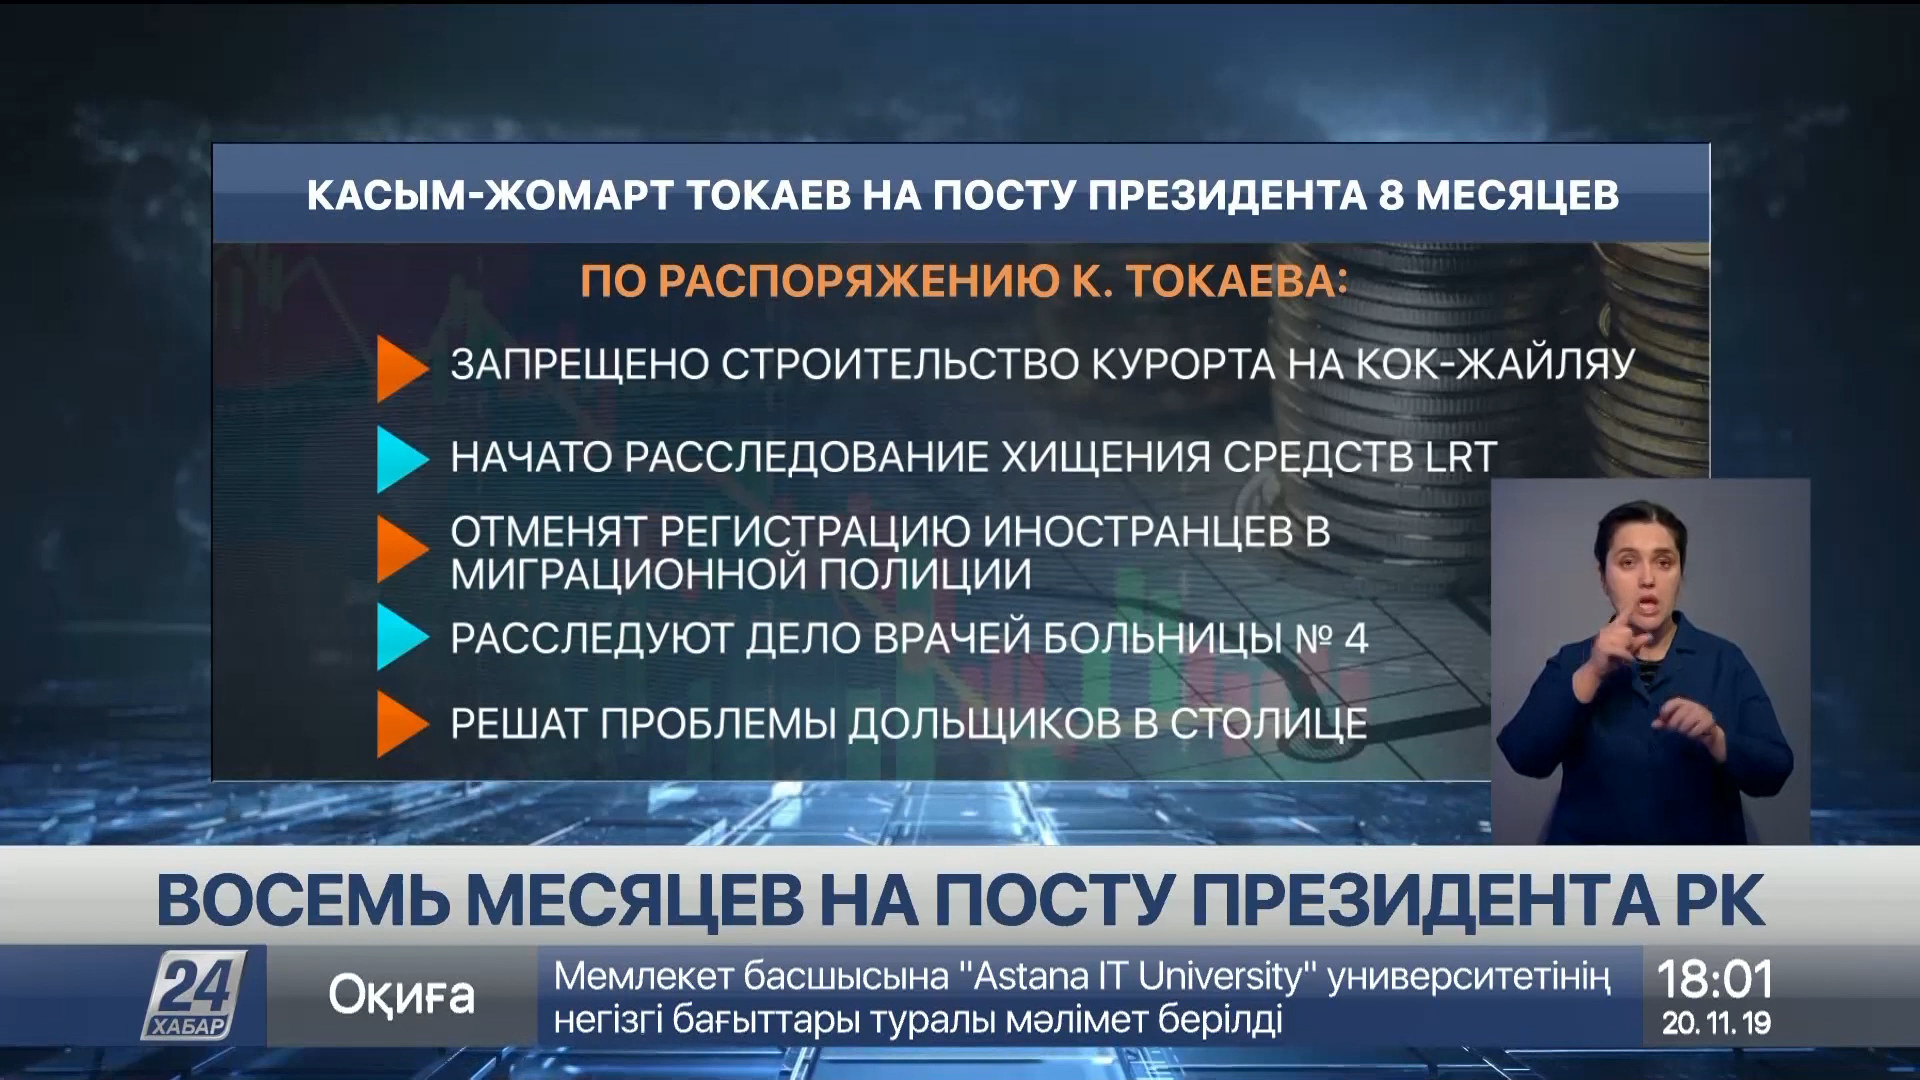 КАСЫМ-ЖОМАРТ ТОКАЕВ НА ПОСТУ ПРЕЗИДЕНТА 8 МЕСЯЦЕВ
ПО РАСПОРЯЖЕНИЮ К. ТОКАЕВА:
ЗАПРЕЩЕНО СТРОИТЕЛЬСТВО КУРОРТА НА КОК-ЖАЙЛЯУ
НАЧАТО РАССЛЕДОВАНИЕ ХИЩЕНИЯ СРЕДСТВ LRT
ОТМЕНЯТ РЕГИСТРАЦИЮ ИНОСТРАНЦЕВ В
МИГРАЦИОННОЙ ПОЛИЦИИ
РАССЛЕДУЮТ ДЕЛО ВРАЧЕЙ БОЛЬНИЦЫ № 4
РЕШАТ ПРОБЛЕМЫ ДОЛЬЩИКОВ В СТОЛИЦЕ
ВОСЕМЬ МЕСЯЦЕВ НА ПОСТУ ПРЕЗИДЕНТА РК
24
ХАБАР
Оқиға
Мемлекет басшысына "Astana IT University" университетінің
негізгі бағыттары туралы мәлімет берілді
18:01
20. 11. 19